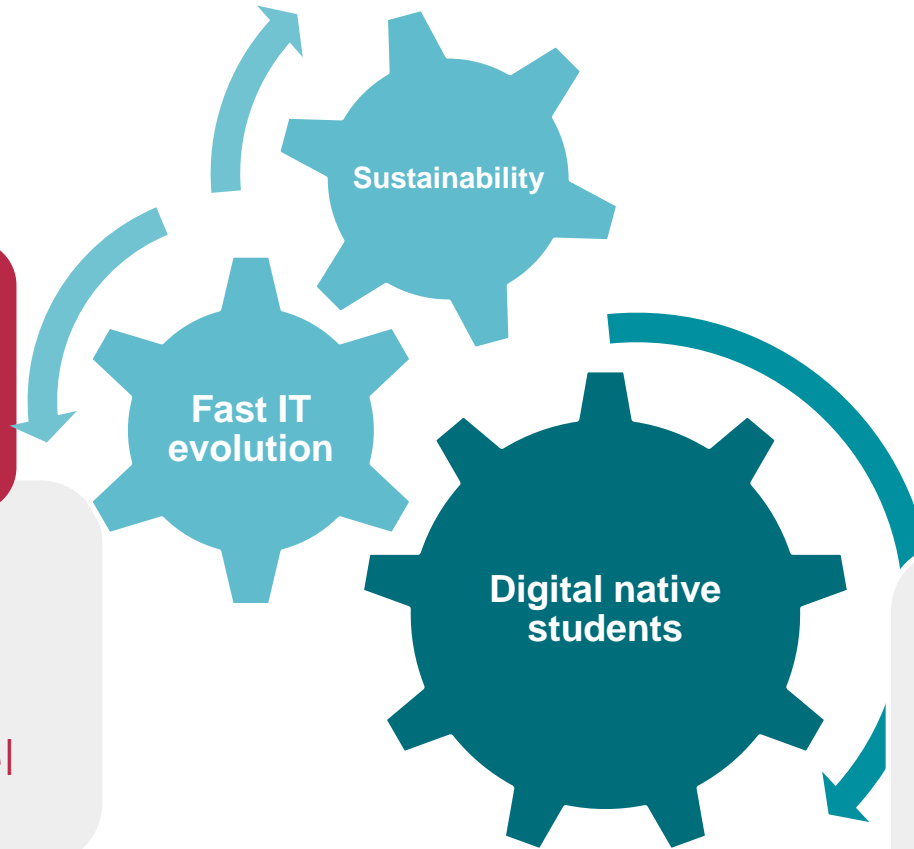 Sustainability
Fast IT
evolution
Digital native
students